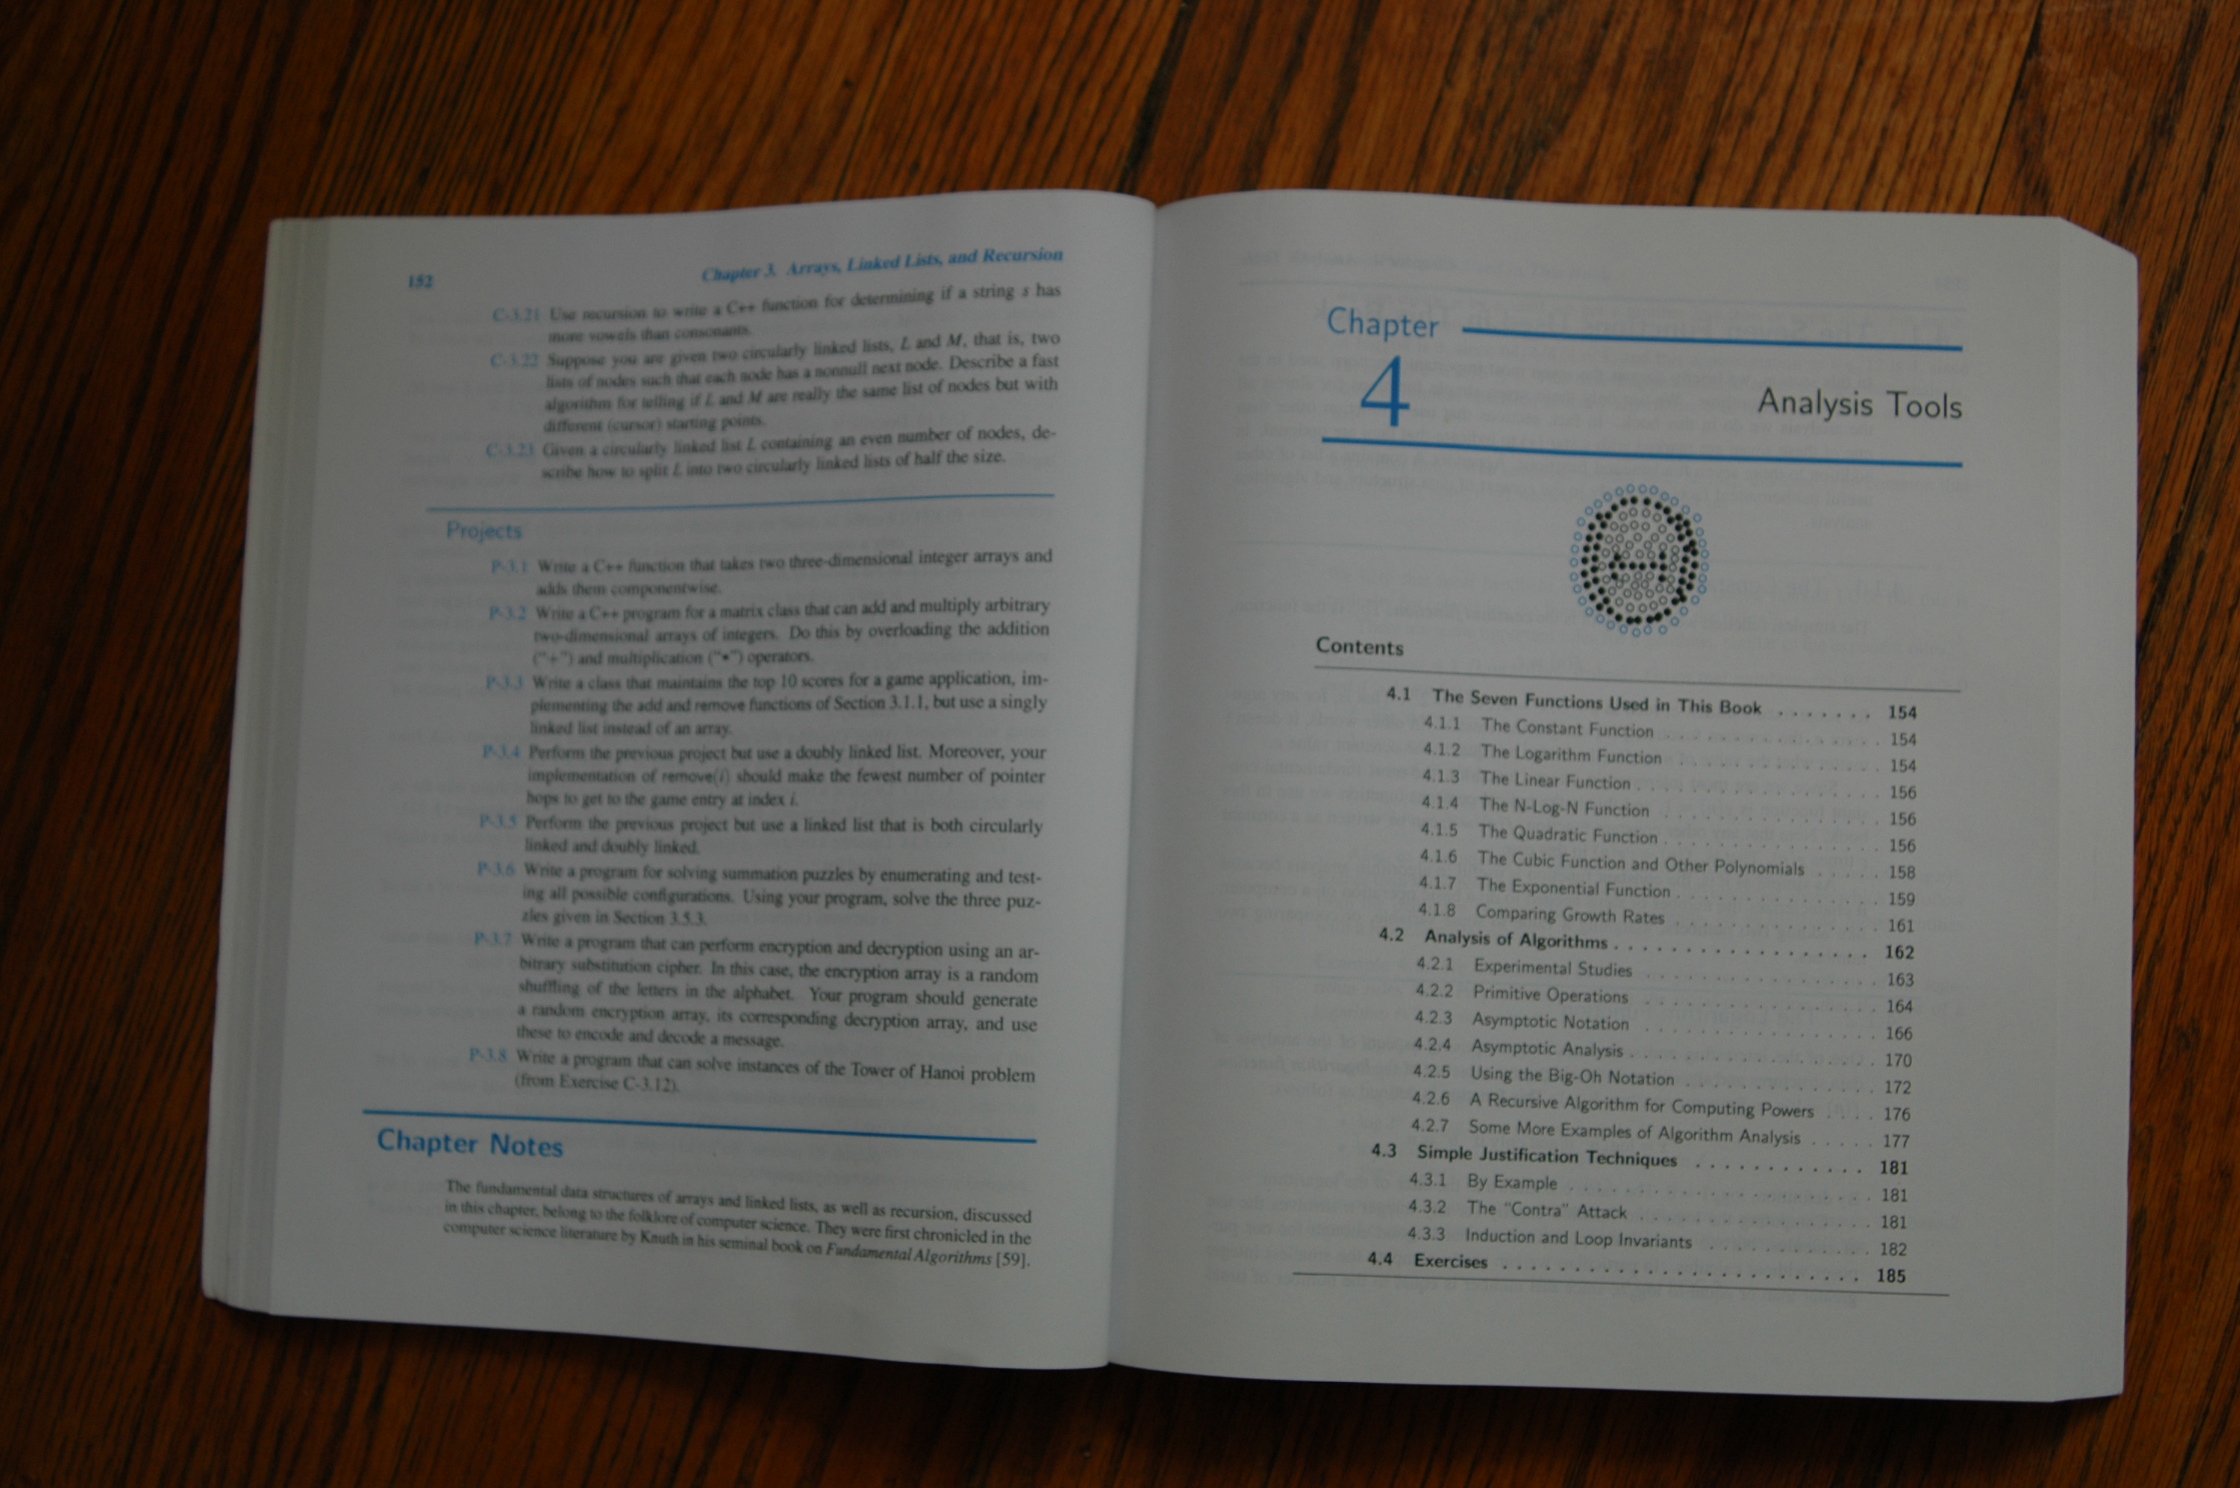 152
Chapter 3. Arrays, Linked Lists, and Recursion
C-3.21 Use recursion to write a C++ function for determining if a string s has
more vowels than consonants.
C-3.22 Suppose you are given two circularly linked lists, L and M, that is, two
lists of nodes such that each node has a nonnull next node. Describe a fast
algorithm for telling if L and M are really the same list of nodes but with
different (cursor) starting points.
C-3.23 Given a circularly linked list L containing an even number of nodes, de-
scribe how to split L into two circularly linked lists of half the size.
Projects
P-3.1 Write a C++ function that takes two three-dimensional integer arrays and
adds them componentwise.
P-3.2 Write a C++ program for a matrix class that can add and multiply arbitrary
two-dimensional arrays of integers. Do this by overloading the addition
("+") and multiplication ("*") operators.
P-3.3 Write a class that maintains the top 10 scores for a game application, im-
plementing the add and remove functions of Section 3.1.1, but use a singly
linked list instead of an array.
P-3.4 Perform the previous project but use a doubly linked list. Moreover, your
implementation of remove(i) should make the fewest number of pointer
hops to get to the game entry at index i.
P-3.5 Perform the previous project but use a linked list that is both circularly
linked and doubly linked.
P-3.6 Write a program for solving summation puzzles by enumerating and test-
ing all possible configurations. Using your program, solve the three puz-
zles given in Section 3.5.3.
P-3.7 Write a program that can perform encryption and decryption using an ar-
bitrary substitution cipher. In this case, the encryption array is a random
shuffling of the letters in the alphabet. Your program should generate
a random encryption array, its corresponding decryption array, and use
these to encode and decode a message.
P-3.8 Write a program that can solve instances of the Tower of Hanoi problem
(from Exercise C-3.12).
Chapter Notes
The fundamental data structures of arrays and linked lists, as well as recursion, discussed
in this chapter, belong to the folklore of computer science. They were first chronicled in the
computer science literature by Knuth in his seminal book on Fundamental Algorithms [59].
Chapter
4
Analysis Tools
Contents
4.1 The Seven Functions Used in This Book . . . . . . . 154
4.1.1 The Constant Function . . . . . . . . . . . . . . . 154
4.1.2 The Logarithm Function . . . . . . . . . . . . . . 154
4.1.3 The Linear Function . . . . . . . . . . . . . . . . 156
4.1.4 The N-Log-N Function . . . . . . . . . . . . . . . 156
4.1.5 The Quadratic Function . . . . . . . . . . . . . . . 156
4.1.6 The Cubic Function and Other Polynomials . . . . 158
4.1.7 The Exponential Function . . . . . . . . . . . . . . 159
4.1.8 Comparing Growth Rates . . . . . . . . . . . . . . 161
4.2 Analysis of Algorithms . . . . . . . . . . . . . . . . . 162
4.2.1 Experimental Studies . . . . . . . . . . . . . . . . 163
4.2.2 Primitive Operations . . . . . . . . . . . . . . . . 164
4.2.3 Asymptotic Notation . . . . . . . . . . . . . . . . 166
4.2.4 Asymptotic Analysis . . . . . . . . . . . . . . . . . 170
4.2.5 Using the Big-Oh Notation . . . . . . . . . . . . . 172
4.2.6 A Recursive Algorithm for Computing Powers . . . 176
4.2.7 Some More Examples of Algorithm Analysis . . . . 177
4.3 Simple Justification Techniques . . . . . . . . . . . . 181
4.3.1 By Example . . . . . . . . . . . . . . . . . . . . . 181
4.3.2 The "Contra" Attack . . . . . . . . . . . . . . . . 181
4.3.3 Induction and Loop Invariants . . . . . . . . . . . 182
4.4 Exercises . . . . . . . . . . . . . . . . . . . . . . . . . 185